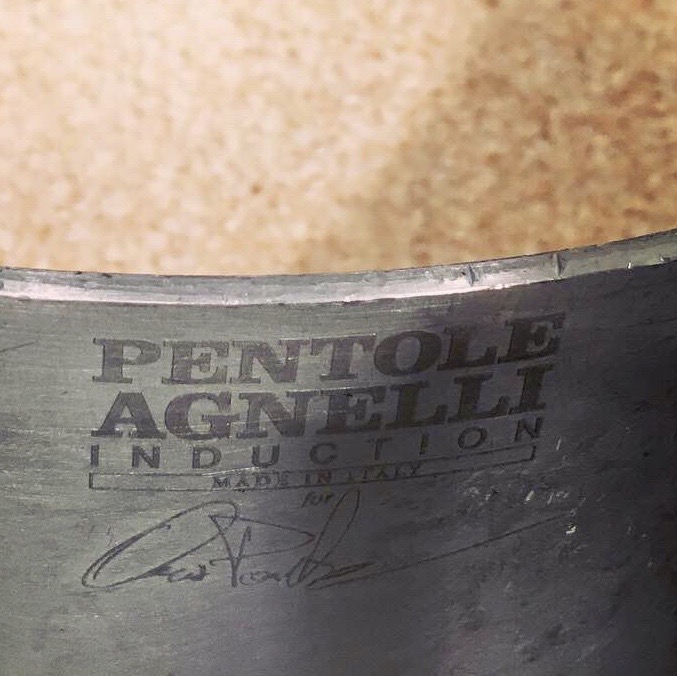 PENTOLE
AGNELLI
INDUCTION
MADE IN ITALY
for